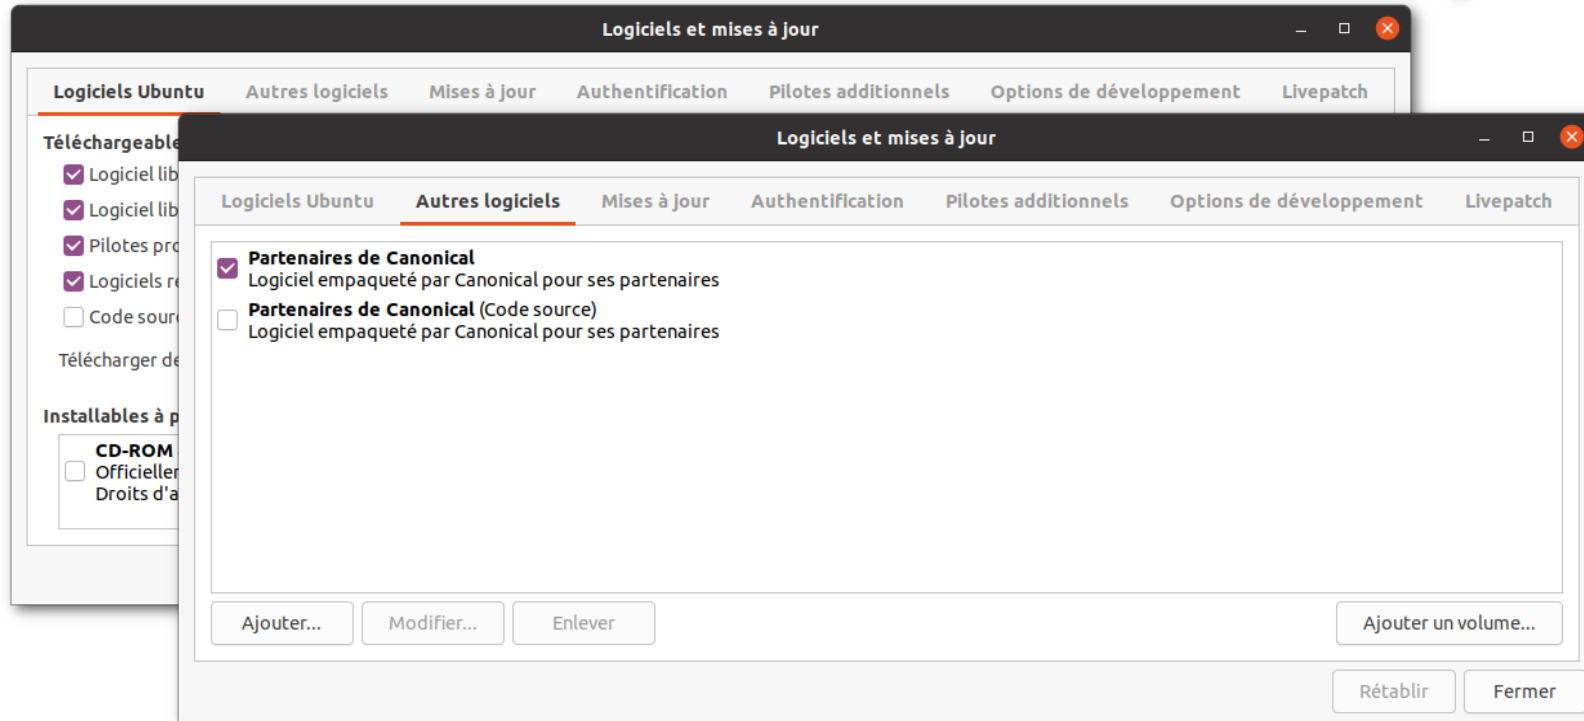 Logiciels et mises à jour
Logiciels Ubuntu Autres logiciels Mises à jour Authentification Pilotes additionnels Options de développement Livepatch
Téléchargeable
Logiciel lib
Logiciel lib
Pilotes pro
Logiciels re
Code sour
Télécharger de
Installables à p
CD-ROM
Officieller
Droits d'a
Logiciels et mises à jour
Logiciels Ubuntu Autres logiciels Mises à jour Authentification Pilotes additionnels Options de développement Livepatch
Partenaires de Canonical
Logiciel empaqueté par Canonical pour ses partenaires
Partenaires de Canonical (Code source)
Logiciel empaqueté par Canonical pour ses partenaires
Ajouter... Modifier... Enlever Ajouter un volume...
Rétablir Fermer